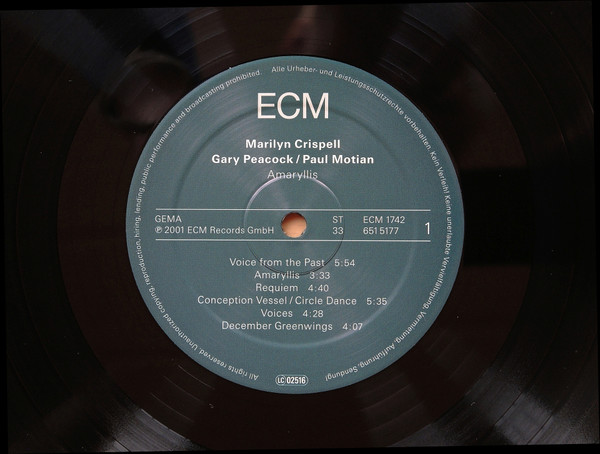 ECM
Marilyn Crispell
Gary Peacock / Paul Motian
Amaryllis
GEMA
℗ 2001 ECM Records GmbH
ST
33
ECM 1742
651 5177
1
Voice from the Past 5:54
Amaryllis 3:33
Requiem 4:40
Conception Vessel / Circle Dance 5:35
Voices 4:28
December Greenwings 4:07
LC 02516
All rights reserved. Unauthorized copying, reproduction, hiring, lending, public performance and broadcasting prohibited.
Alle Urheber- und Leistungsschutzrechte vorbehalten. Kein Verleih! Keine unerlaubte Vervielfältigung, Vermietung, Aufführung, Sendung!